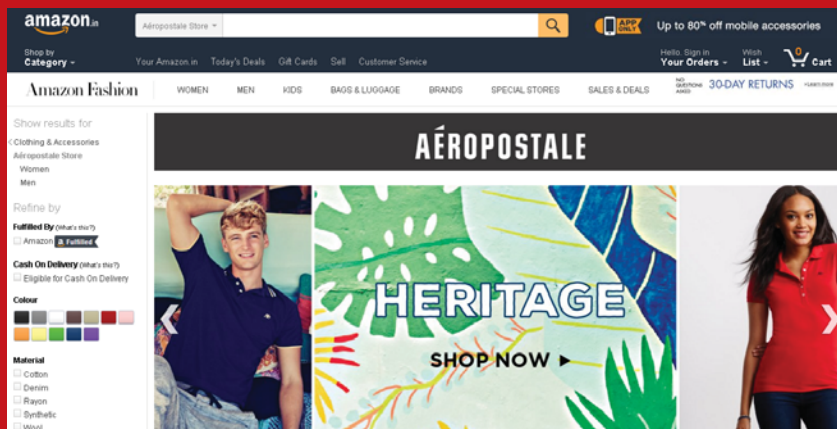 amazon.in
Aéropostale Store
APP ONLY
Up to 80% off mobile accessories
Shop by
Category
Your Amazon.in Today's Deals Gift Cards Sell Customer Service
Hello. Sign in
Your Orders
Wish
List
0
Cart
Amazon Fashion
WOMEN MEN KIDS BAGS & LUGGAGE BRANDS SPECIAL STORES SALES & DEALS
NO
QUESTIONS
ASKED
30-DAY RETURNS
Show results for
Clothing & Accessories
Aéropostale Store
Women
Men
Refine by
Fulfilled By (What's this?)
Amazon a Fulfilled
Cash On Delivery (What's this?)
Eligible for Cash On Delivery
Colour
Material
Cotton
Denim
Rayon
Synthetic
Wool
AÉROPOSTALE
HERITAGE
SHOP NOW